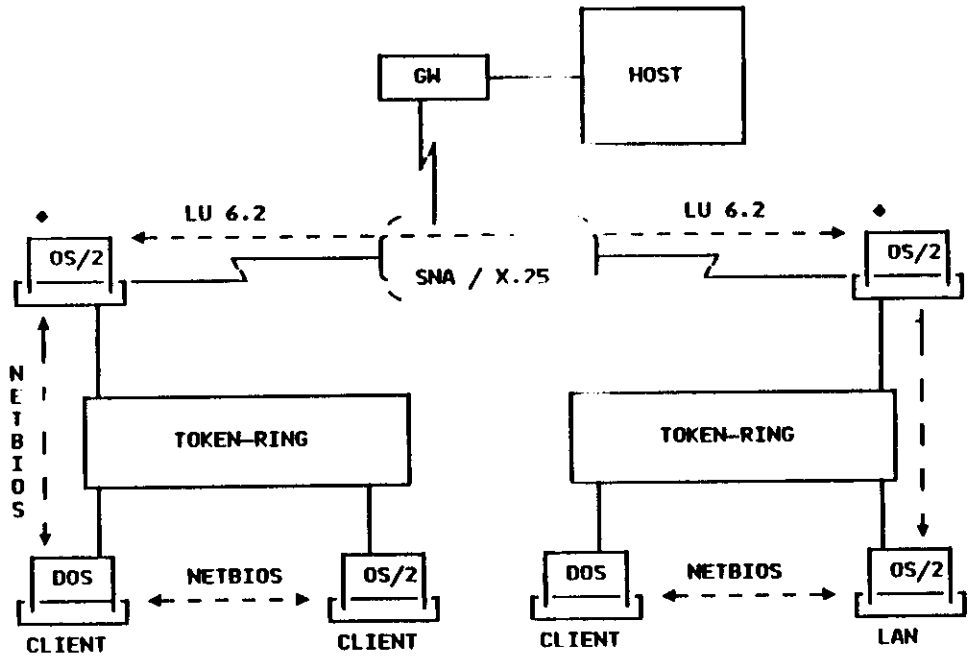 GW
HOST
LU 6.2
LU 6.2
OS/2
OS/2
SNA / X.25
NETBIOS
TOKEN-RING
TOKEN-RING
DOS
NETBIOS
OS/2
DOS
NETBIOS
OS/2
CLIENT
CLIENT
CLIENT
LAN